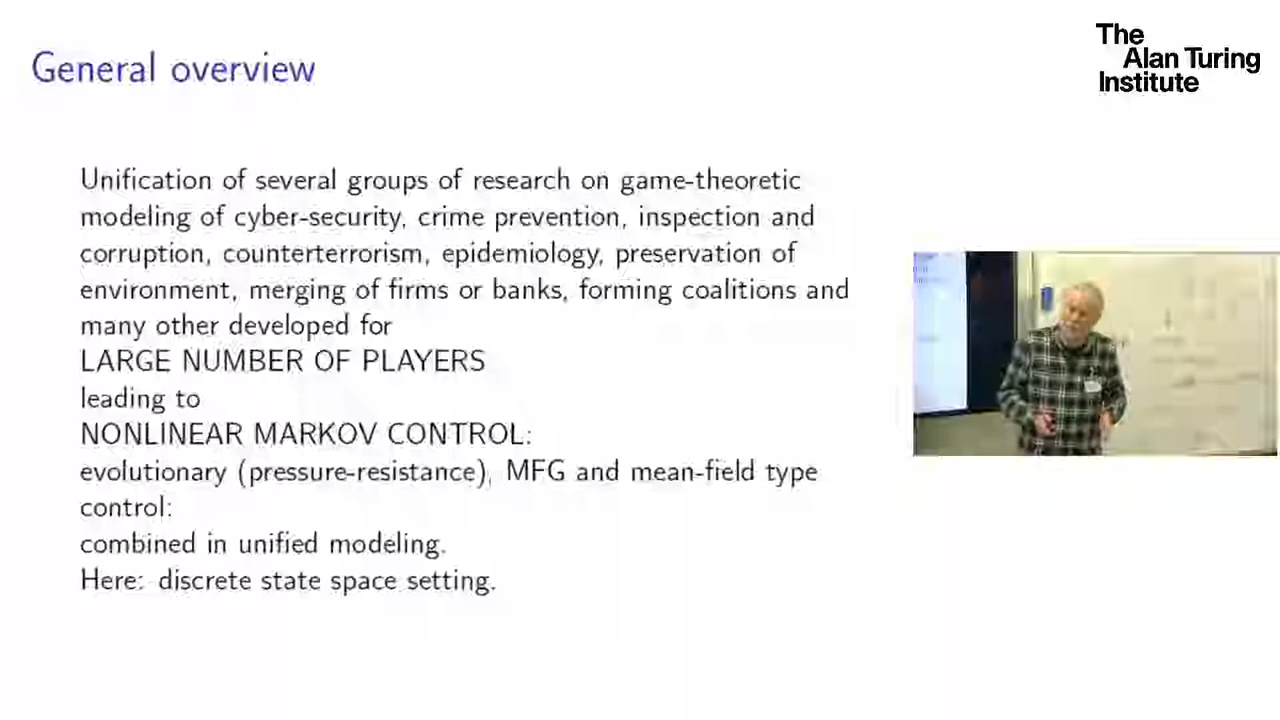 General overview
The
Alan Turing
Institute
Unification of several groups of research on game-theoretic
modeling of cyber-security, crime prevention, inspection and
corruption, counterterrorism, epidemiology, preservation of
environment, merging of firms or banks, forming coalitions and
many other developed for
LARGE NUMBER OF PLAYERS
leading to
NONLINEAR MARKOV CONTROL:
evolutionary (pressure-resistance), MFG and mean-field type
control:
combined in unified modeling.
Here: discrete state space setting.